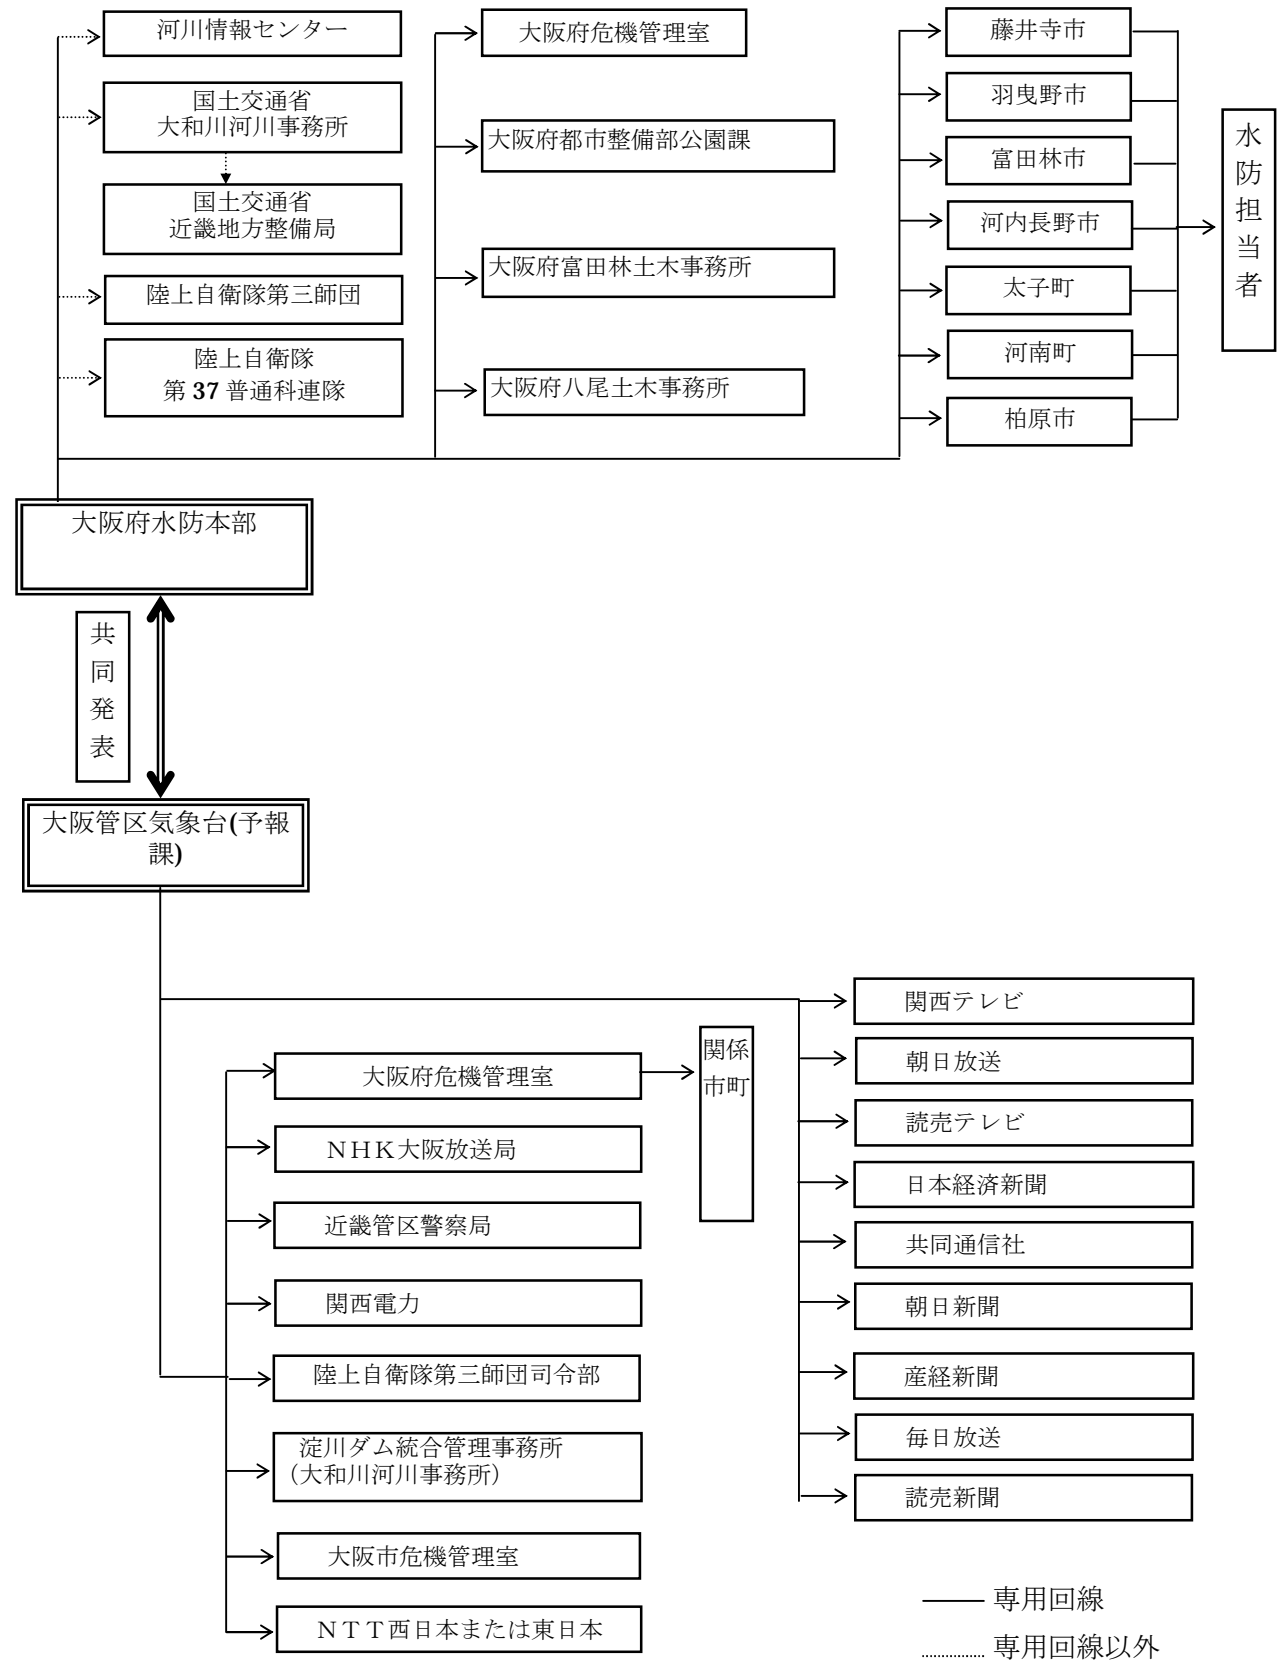 河川情報センター
国土交通省
大和川河川事務所
国土交通省
近畿地方整備局
陸上自衛隊第三師団
陸上自衛隊
第 37 普通科連隊
大阪府危機管理室
大阪府都市整備部公園課
大阪府富田林土木事務所
大阪府八尾土木事務所
藤井寺市
羽曳野市
富田林市
河内長野市
太子町
河南町
柏原市
水防担当者
大阪府水防本部
共同発表
大阪管区気象台(予報
課)
大阪府危機管理室
関係
市町
NHK大阪放送局
近畿管区警察局
関西電力
陸上自衛隊第三師団司令部
淀川ダム統合管理事務所
（大和川河川事務所）
大阪市危機管理室
ＮＴＴ西日本または東日本
関西テレビ
朝日放送
読売テレビ
日本経済新聞
共同通信社
朝日新聞
産経新聞
毎日放送
読売新聞
専用回線
専用回線以外